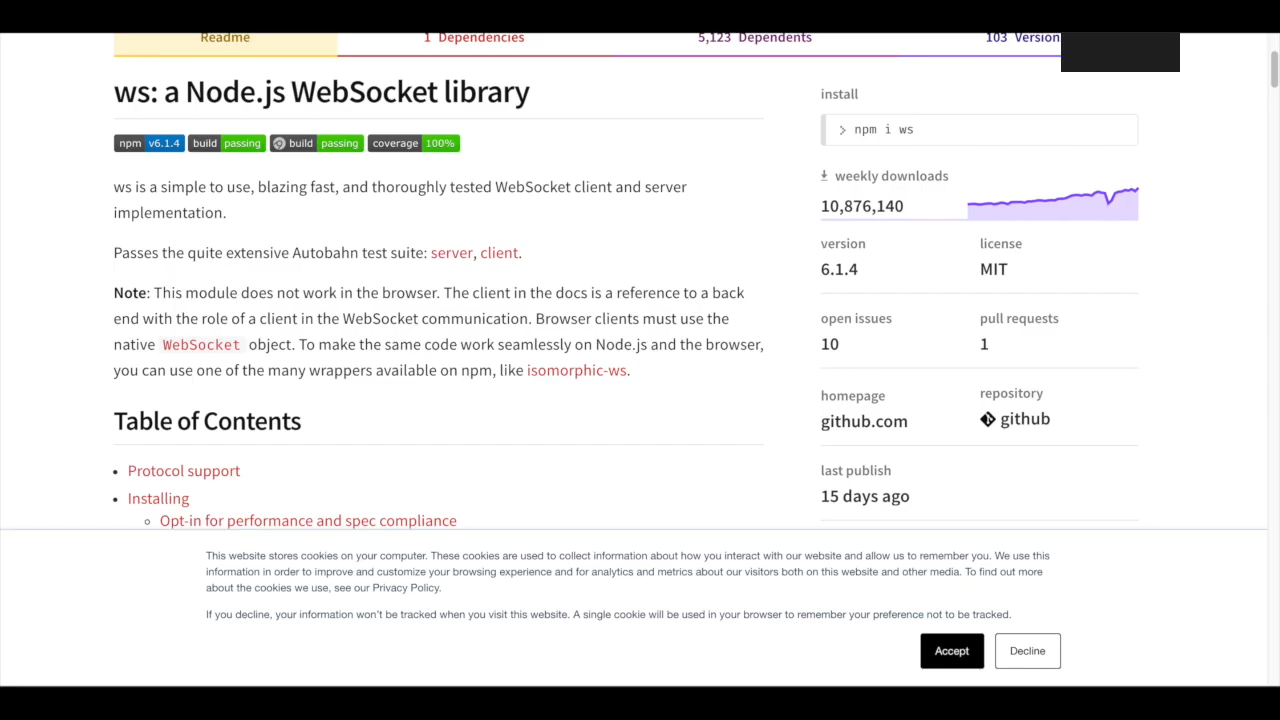 Readme
1 Dependencies
5,123 Dependents
103 Version
ws: a Node.js WebSocket library
npm v6.1.4 build passing build passing coverage 100%
ws is a simple to use, blazing fast, and thoroughly tested WebSocket client and server
implementation.
Passes the quite extensive Autobahn test suite: server, client.
Note: This module does not work in the browser. The client in the docs is a reference to a back
end with the role of a client in the WebSocket communication. Browser clients must use the
native WebSocket object. To make the same code work seamlessly on Node.js and the browser,
you can use one of the many wrappers available on npm, like isomorphic-ws.
Table of Contents
• Protocol support
• Installing
◦ Opt-in for performance and spec compliance
install
> npm i ws
weekly downloads
10,876,140
version
6.1.4
license
MIT
open issues
10
pull requests
1
homepage
github.com
repository
github
last publish
15 days ago
This website stores cookies on your computer. These cookies are used to collect information about how you interact with our website and allow us to remember you. We use this
information in order to improve and customize your browsing experience and for analytics and metrics about our visitors both on this website and other media. To find out more
about the cookies we use, see our Privacy Policy.
If you decline, your information won't be tracked when you visit this website. A single cookie will be used in your browser to remember your preference not to be tracked.
Accept
Decline